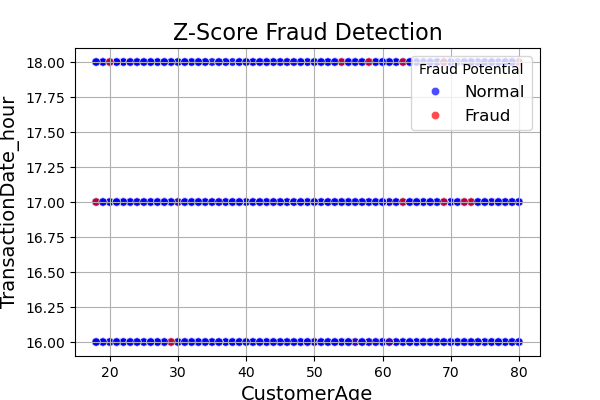 Z-Score Fraud Detection
TransactionDate_hour
18.00
17.75
17.50
17.25
17.00
16.75
16.50
16.25
16.00
Fraud Potential
Normal
Fraud
20 30 40 50 60 70 80
CustomerAge